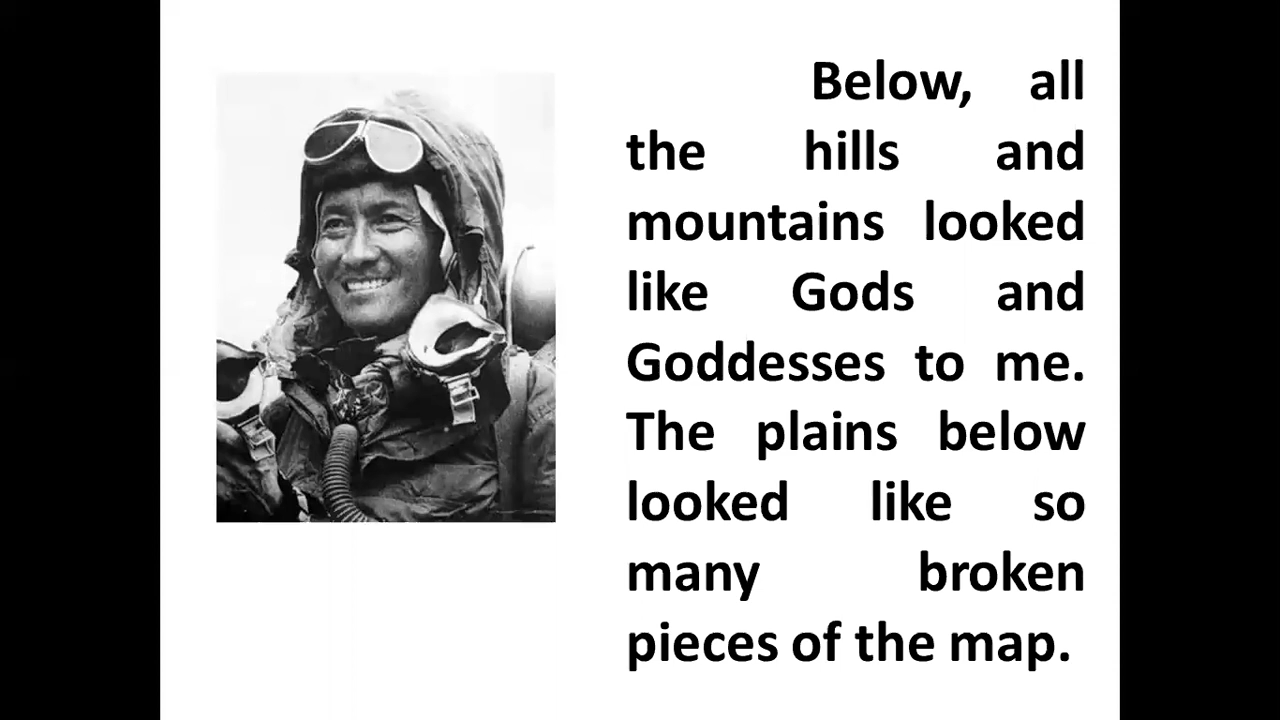 Below, all
the hills and
mountains looked
like Gods and
Goddesses to me.
The plains below
looked like so
many broken
pieces of the map.